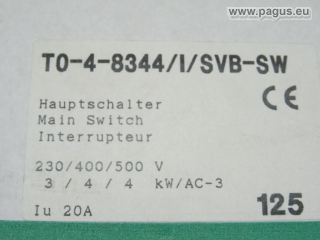 © www.pagus.eu
T0-4-8344/I/SVB-SW
CE
Hauptschalter
Main Switch
Interrupteur
230/400/500 V
3 / 4 / 4 kW/AC-3
Iu 20A
125